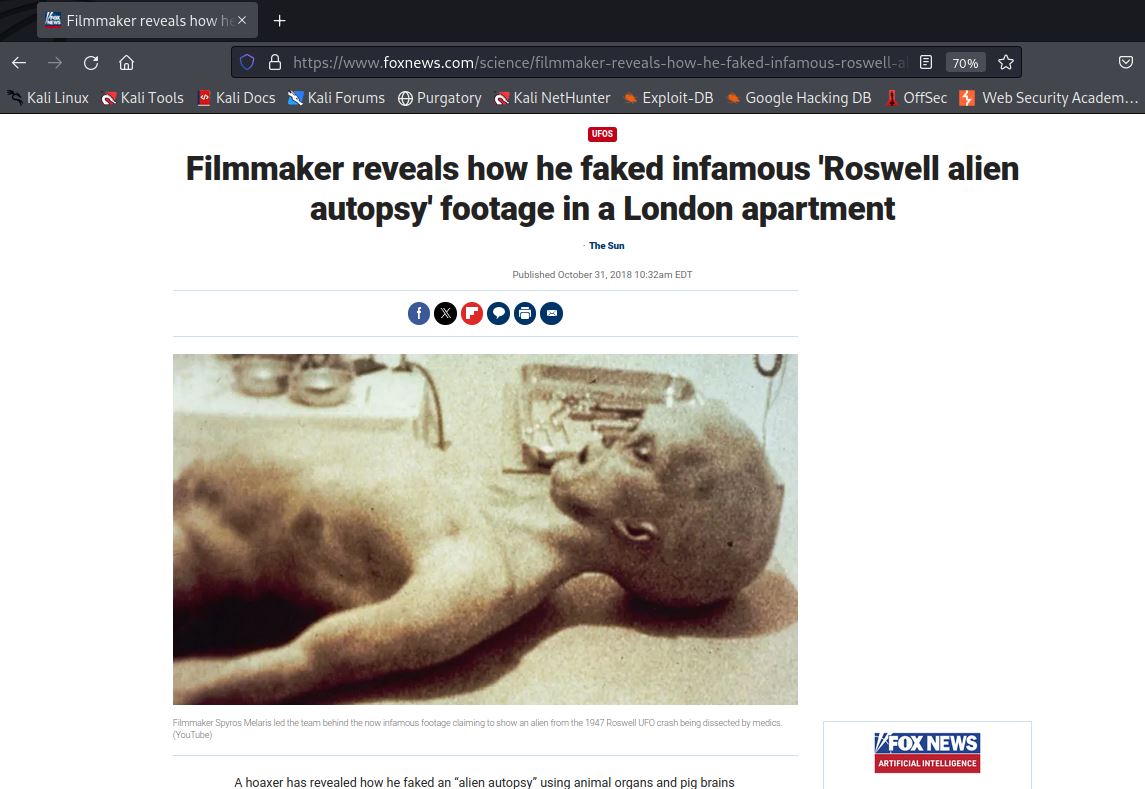 Filmmaker reveals how he
https://www.foxnews.com/science/filmmaker-reveals-how-he-faked-infamous-roswell-al
70%
Kali Linux
Kali Tools
Kali Docs
Kali Forums
Purgatory
Kali NetHunter
Exploit-DB
Google Hacking DB
OffSec
Web Security Academ…
UFOS
Filmmaker reveals how he faked infamous 'Roswell alien
autopsy' footage in a London apartment
· The Sun
Published October 31, 2018 10:32am EDT
Filmmaker Spyros Melaris led the team behind the now infamous footage claiming to show an alien from the 1947 Roswell UFO crash being dissected by medics.
(YouTube)
FOX NEWS
ARTIFICIAL INTELLIGENCE
A hoaxer has revealed how he faked an “alien autopsy” using animal organs and pig brains